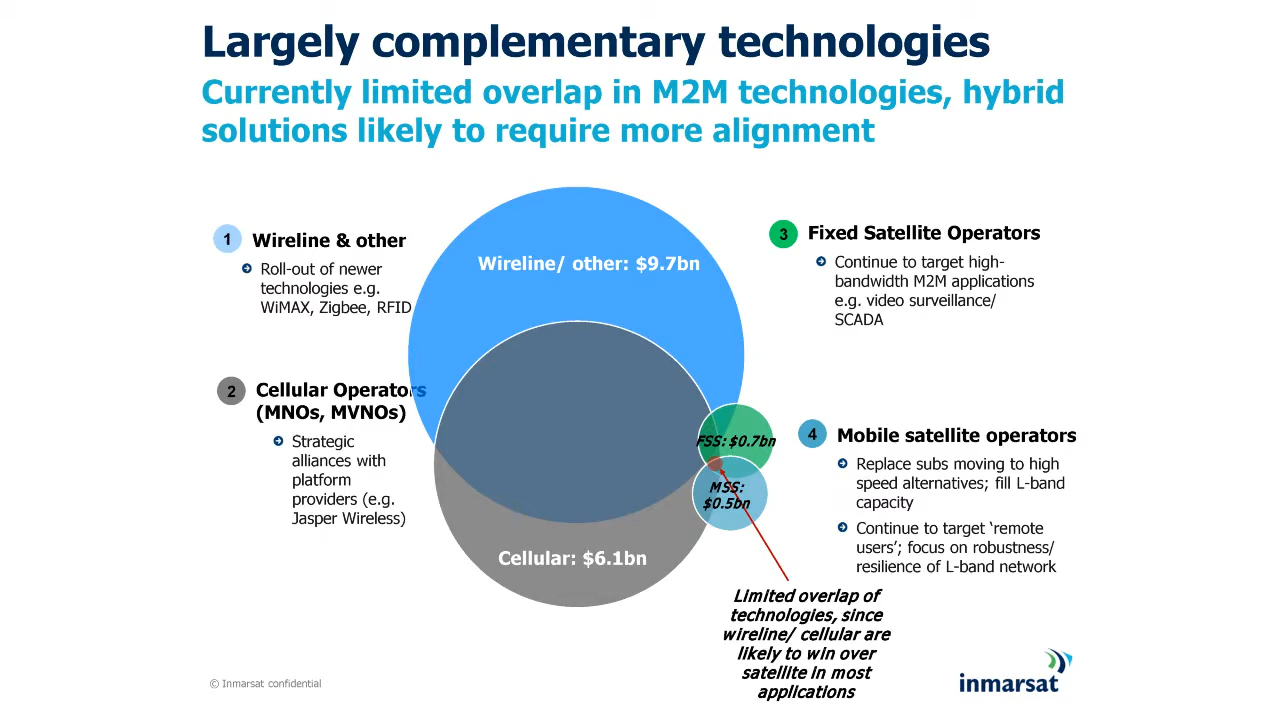 Largely complementary technologies
Currently limited overlap in M2M technologies, hybrid
solutions likely to require more alignment
1
Wireline & other
Roll-out of newer
technologies e.g.
WiMAX, Zigbee, RFID
2
Cellular Operators
(MNOs, MVNOs)
Strategic
alliances with
platform
providers (e.g.
Jasper Wireless)
Wireline/ other: $9.7bn
Cellular: $6.1bn
FSS: $0.7bn
MSS:
$0.5bn
3
Fixed Satellite Operators
Continue to target high-
bandwidth M2M applications
e.g. video surveillance/
SCADA
4
Mobile satellite operators
Replace subs moving to high
speed alternatives; fill L-band
capacity
Continue to target ‘remote
users’; focus on robustness/
resilience of L-band network
Limited overlap of
technologies, since
wireline/ cellular are
likely to win over
satellite in most
applications
© Inmarsat confidential
inmarsat